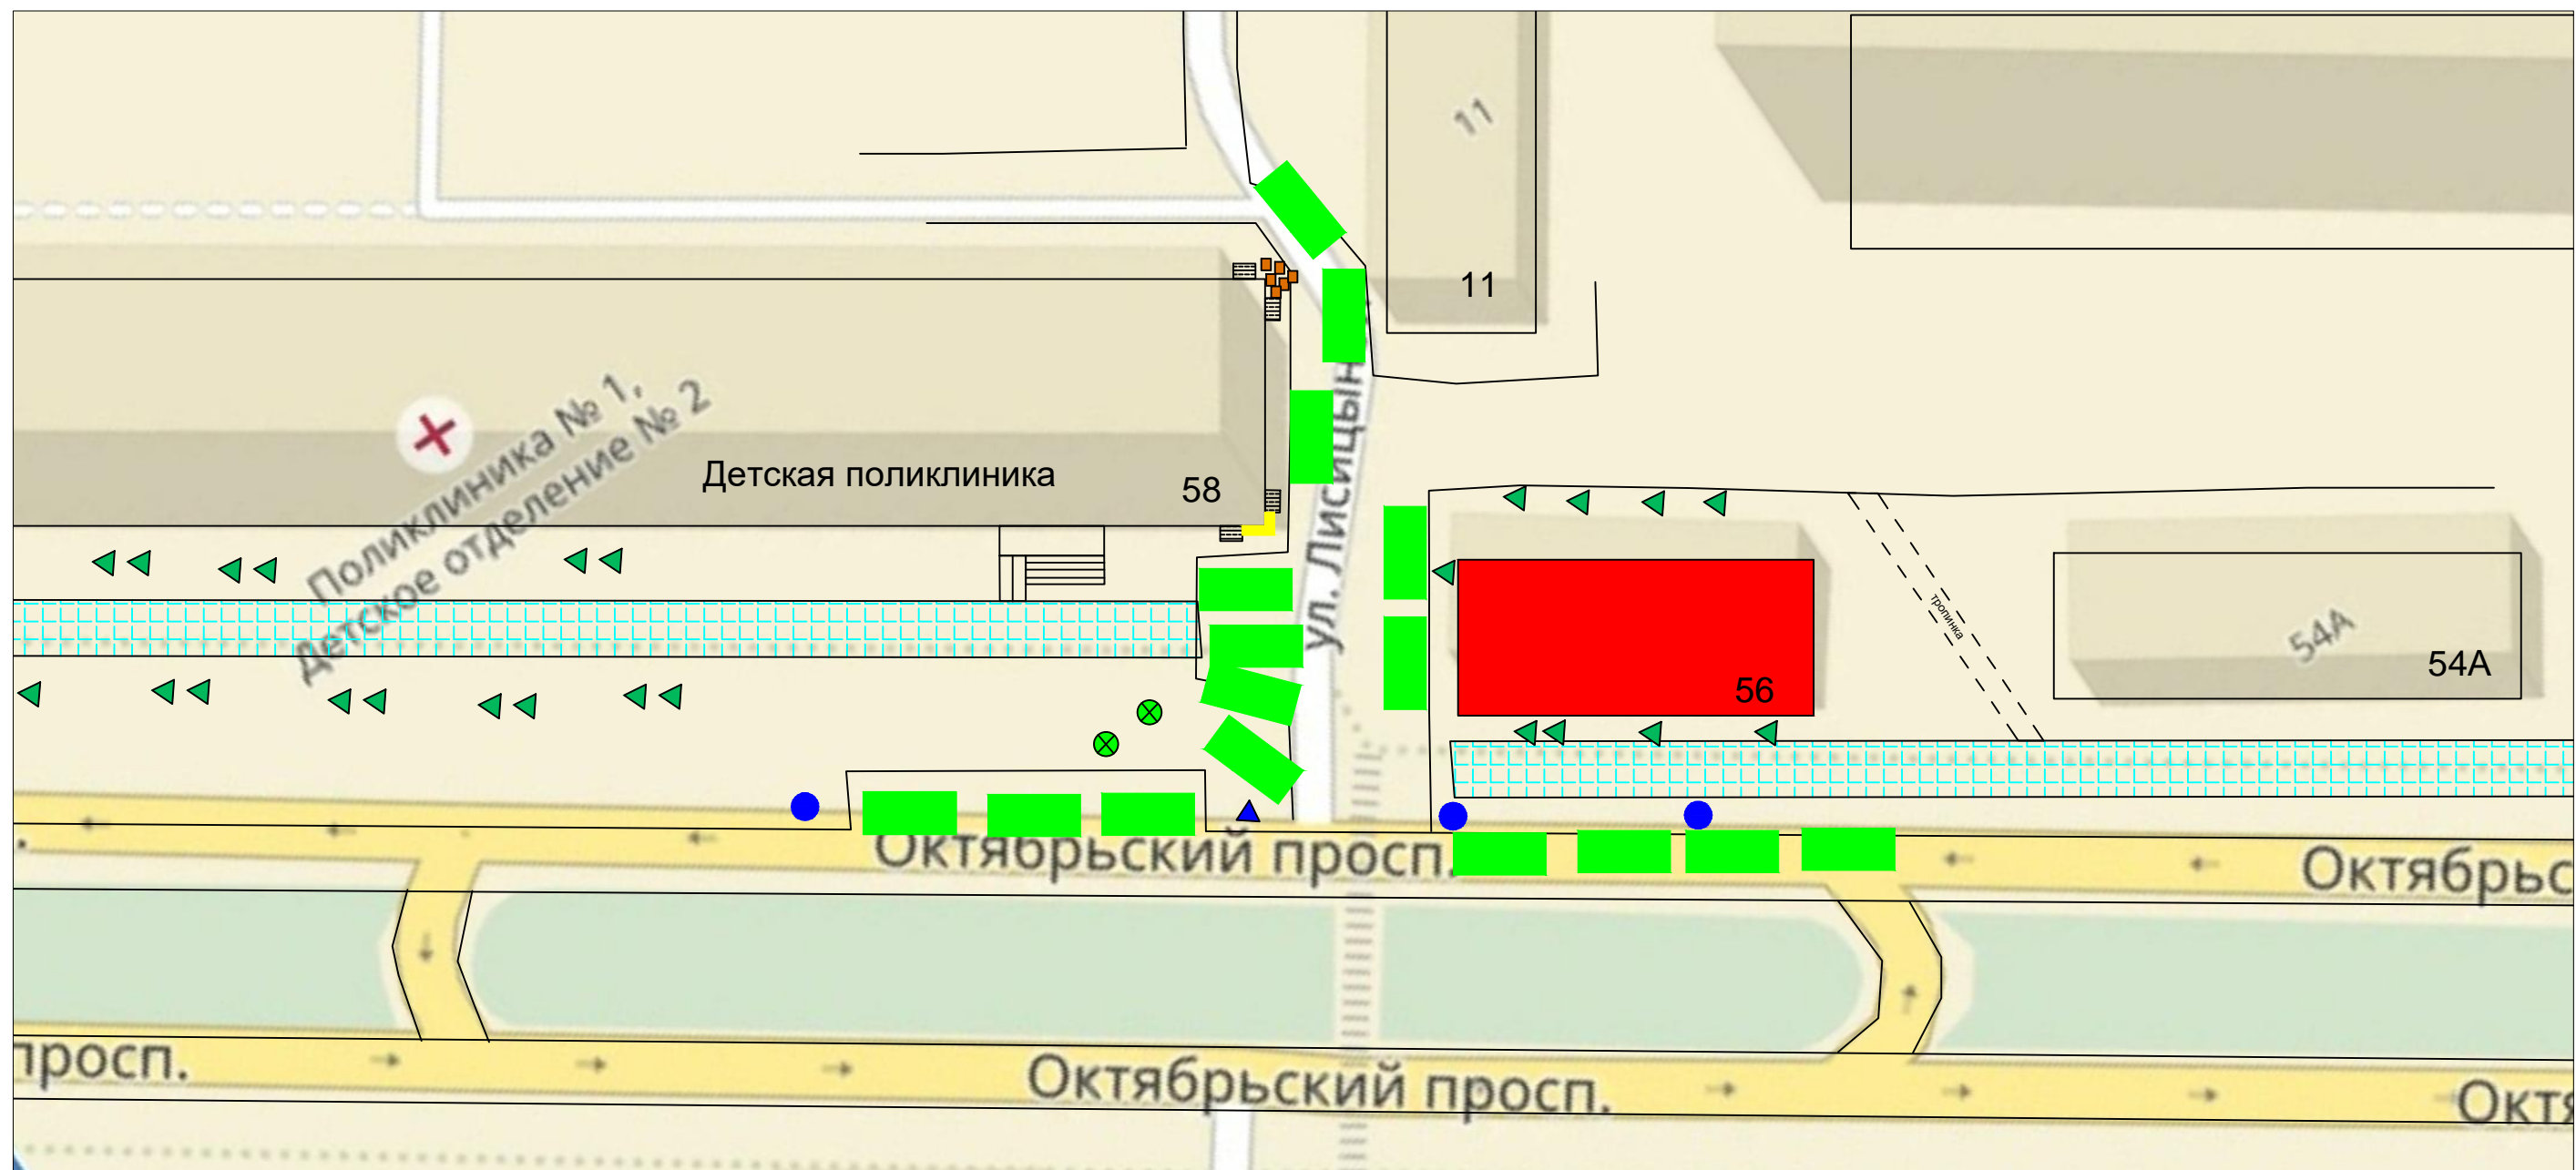 11
11
Поликлиника № 1,
Детское отделение № 2
Детская поликлиника
58
ул. Лисицын
56
тропинка
54А
54А
Октябрьский просп.
Октябрьс
просп.
Октябрьский просп.
Октя